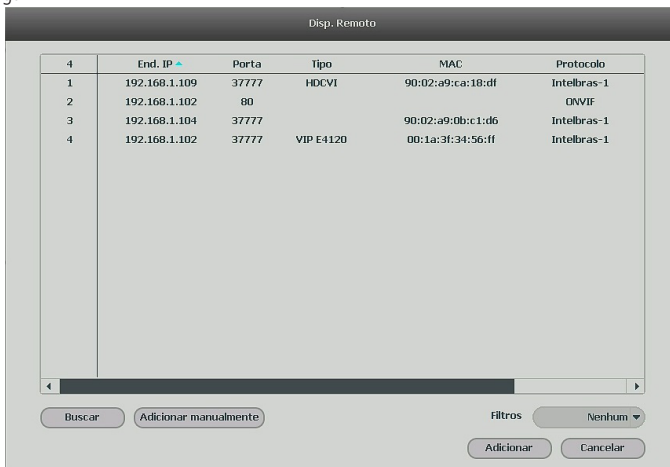 Disp. Remoto
4 End. IP Porta Tipo MAC Protocolo
1 192.168.1.109 37777 HDCVI 90:02:a9:ca:18:df Intelbras-1
2 192.168.1.102 80 ONVIF
3 192.168.1.104 37777 90:02:a9:0b:c1:d6 Intelbras-1
4 192.168.1.102 37777 VIP E4120 00:1a:3f:34:56:ff Intelbras-1
Buscar Adicionar manualmente Filtros Nenhum
Adicionar Cancelar